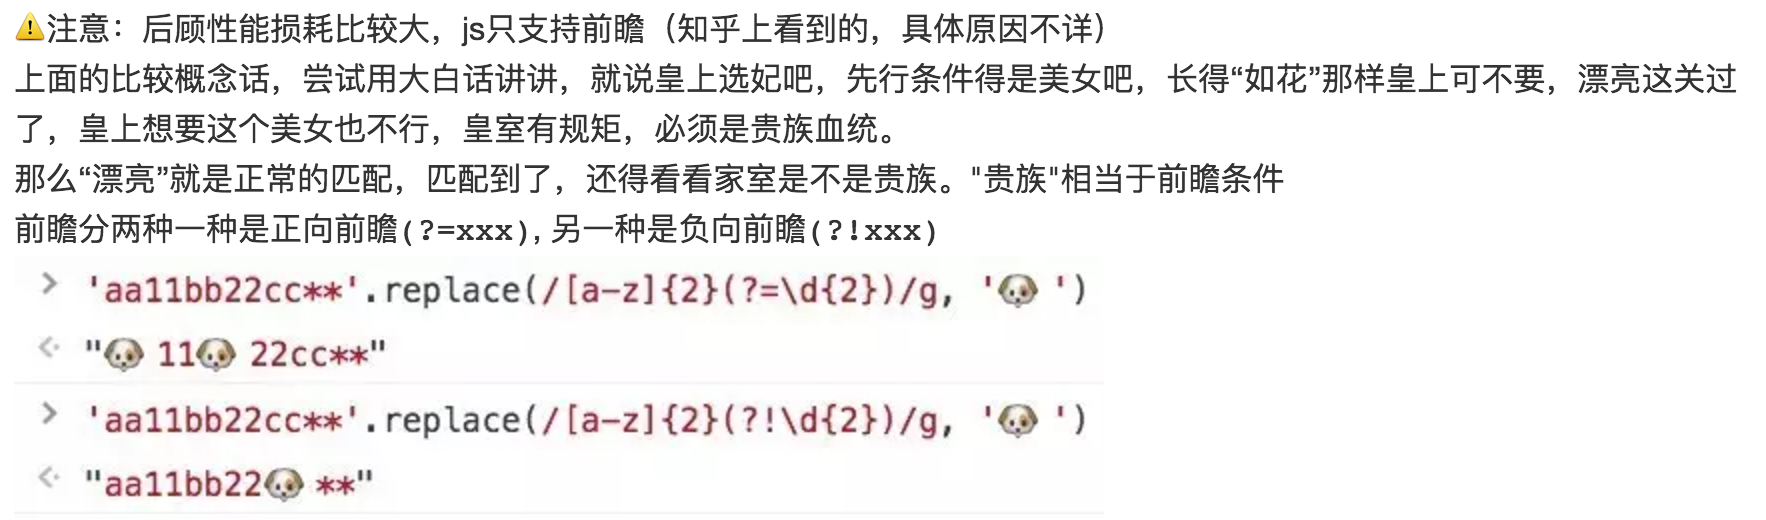 ⚠️注意：后顾性能损耗比较大，js只支持前瞻（知乎上看到的，具体原因不详）
上面的比较概念话，尝试用大白话讲讲，就说皇上选妃吧，先行条件得是美女吧，长得“如花”那样皇上可不要，漂亮这关过
了，皇上想要这个美女也不行，皇室有规矩，必须是贵族血统。
那么“漂亮”就是正常的匹配，匹配到了，还得看看家室是不是贵族。"贵族"相当于前瞻条件
前瞻分两种一种是正向前瞻(?=xxx),另一种是负向前瞻(?!xxx)
> 'aa11bb22cc**'.replace(/[a-z]{2}(?=\d{2})/g, '🐶 ')
<· "🐶 11🐶 22cc**"
> 'aa11bb22cc**'.replace(/[a-z]{2}(?!\d{2})/g, '🐶 ')
<· "aa11bb22🐶 **"